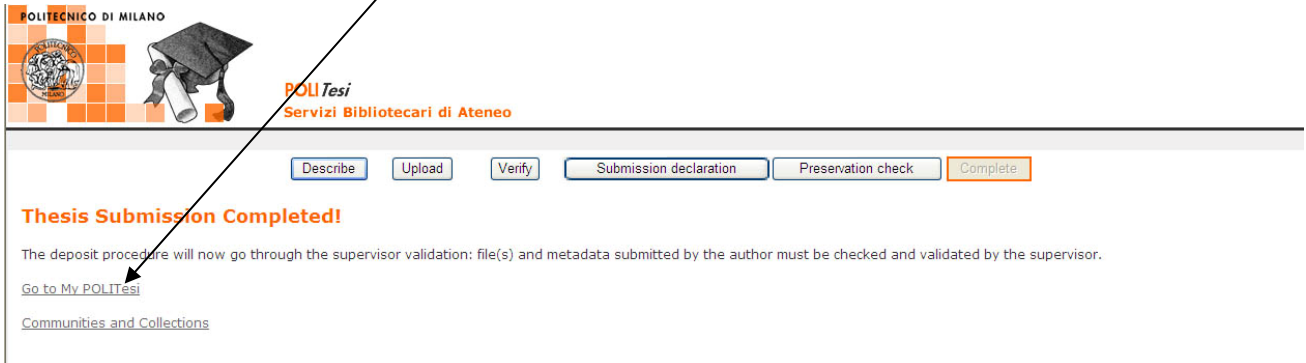 POLITECNICO DI MILANO
POLITECNICO
MILANO
POLITesi
Servizi Bibliotecari di Ateneo
Describe Upload Verify Submission declaration Preservation check Complete
Thesis Submission Completed!
The deposit procedure will now go through the supervisor validation: file(s) and metadata submitted by the author must be checked and validated by the supervisor.
Go to My POLITesi
Communities and Collections